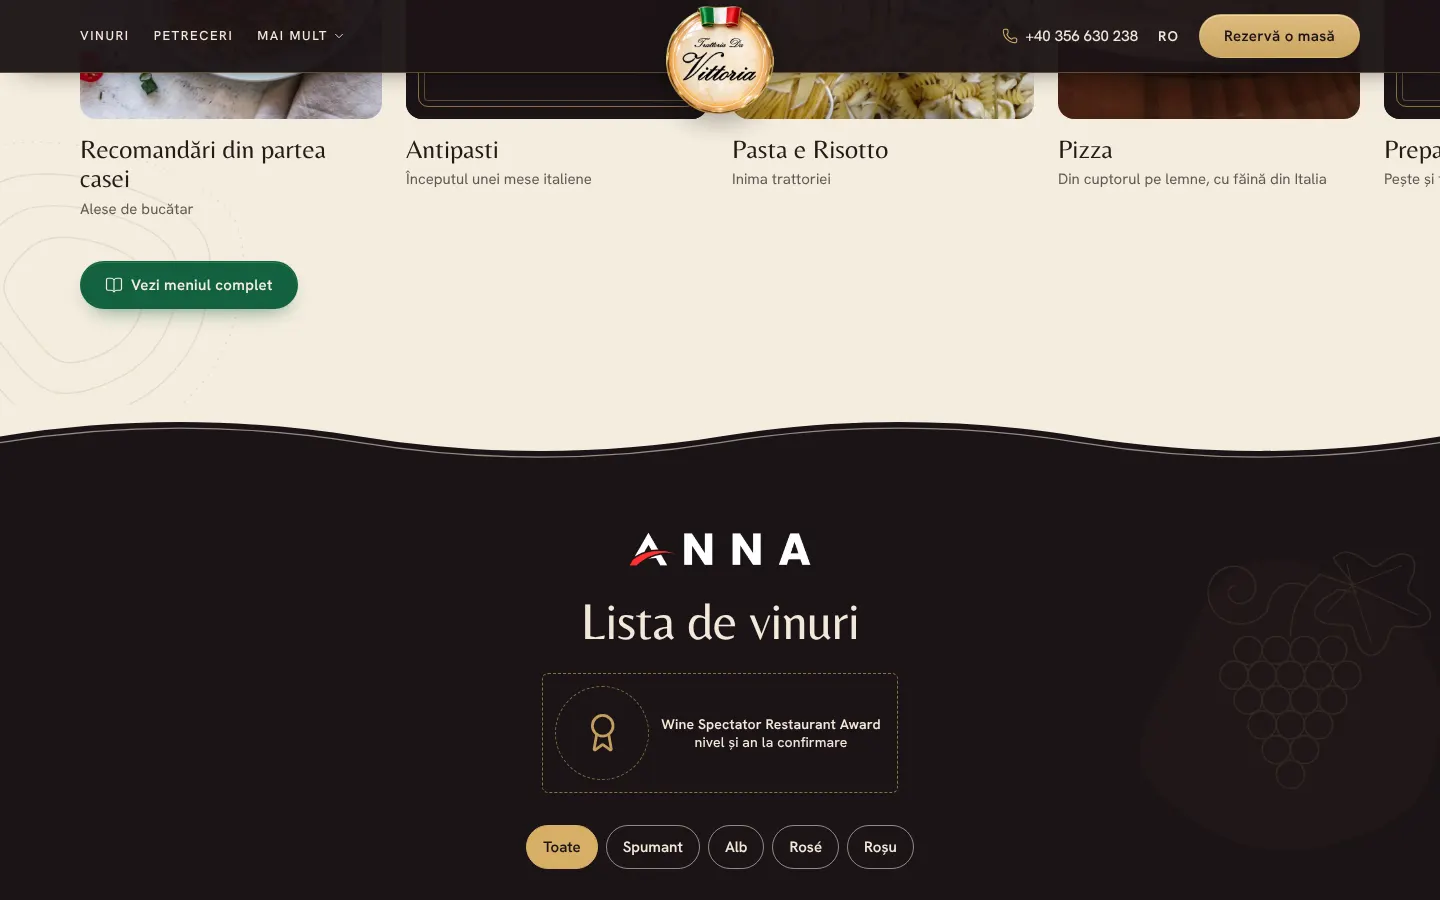 VINURI
PETRECERI
MAI MULT
Trattoria Da
Vittoria
+40 356 630 238
RO
Rezervă o masă
Recomandări din partea
casei
Alese de bucătar
Antipasti
Începutul unei mese italiene
Pasta e Risotto
Inima trattoriei
Pizza
Din cuptorul pe lemne, cu făină din Italia
Pește și
Vezi meniul complet
ANNA
Lista de vinuri
Wine Spectator Restaurant Award
nivel și an la confirmare
Toate
Spumant
Alb
Rosé
Roșu